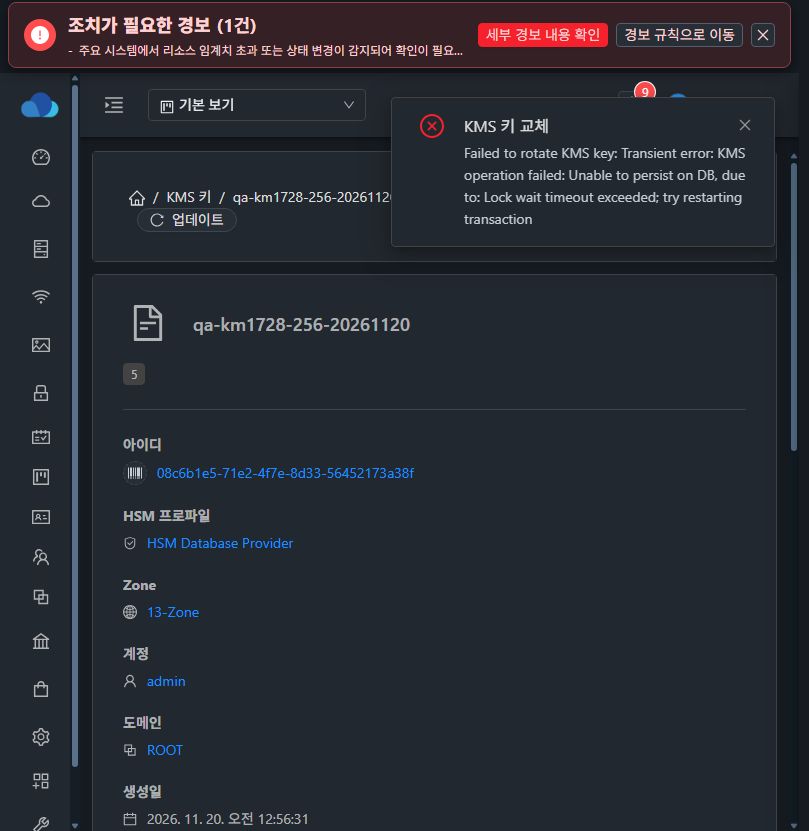 조치가 필요한 경보 (1건)
- 주요 시스템에서 리소스 임계치 초과 또는 상태 변경이 감지되어 확인이 필요...
세부 경보 내용 확인
경보 규칙으로 이동
기본 보기
9
KMS 키 교체
Failed to rotate KMS key: Transient error: KMS
operation failed: Unable to persist on DB, due
to: Lock wait timeout exceeded; try restarting
transaction
/ KMS 키 / qa-km1728-256-2026112
업데이트
qa-km1728-256-20261120
5
아이디
08c6b1e5-71e2-4f7e-8d33-56452173a38f
HSM 프로파일
HSM Database Provider
Zone
13-Zone
계정
admin
도메인
ROOT
생성일
2026. 11. 20. 오전 12:56:31